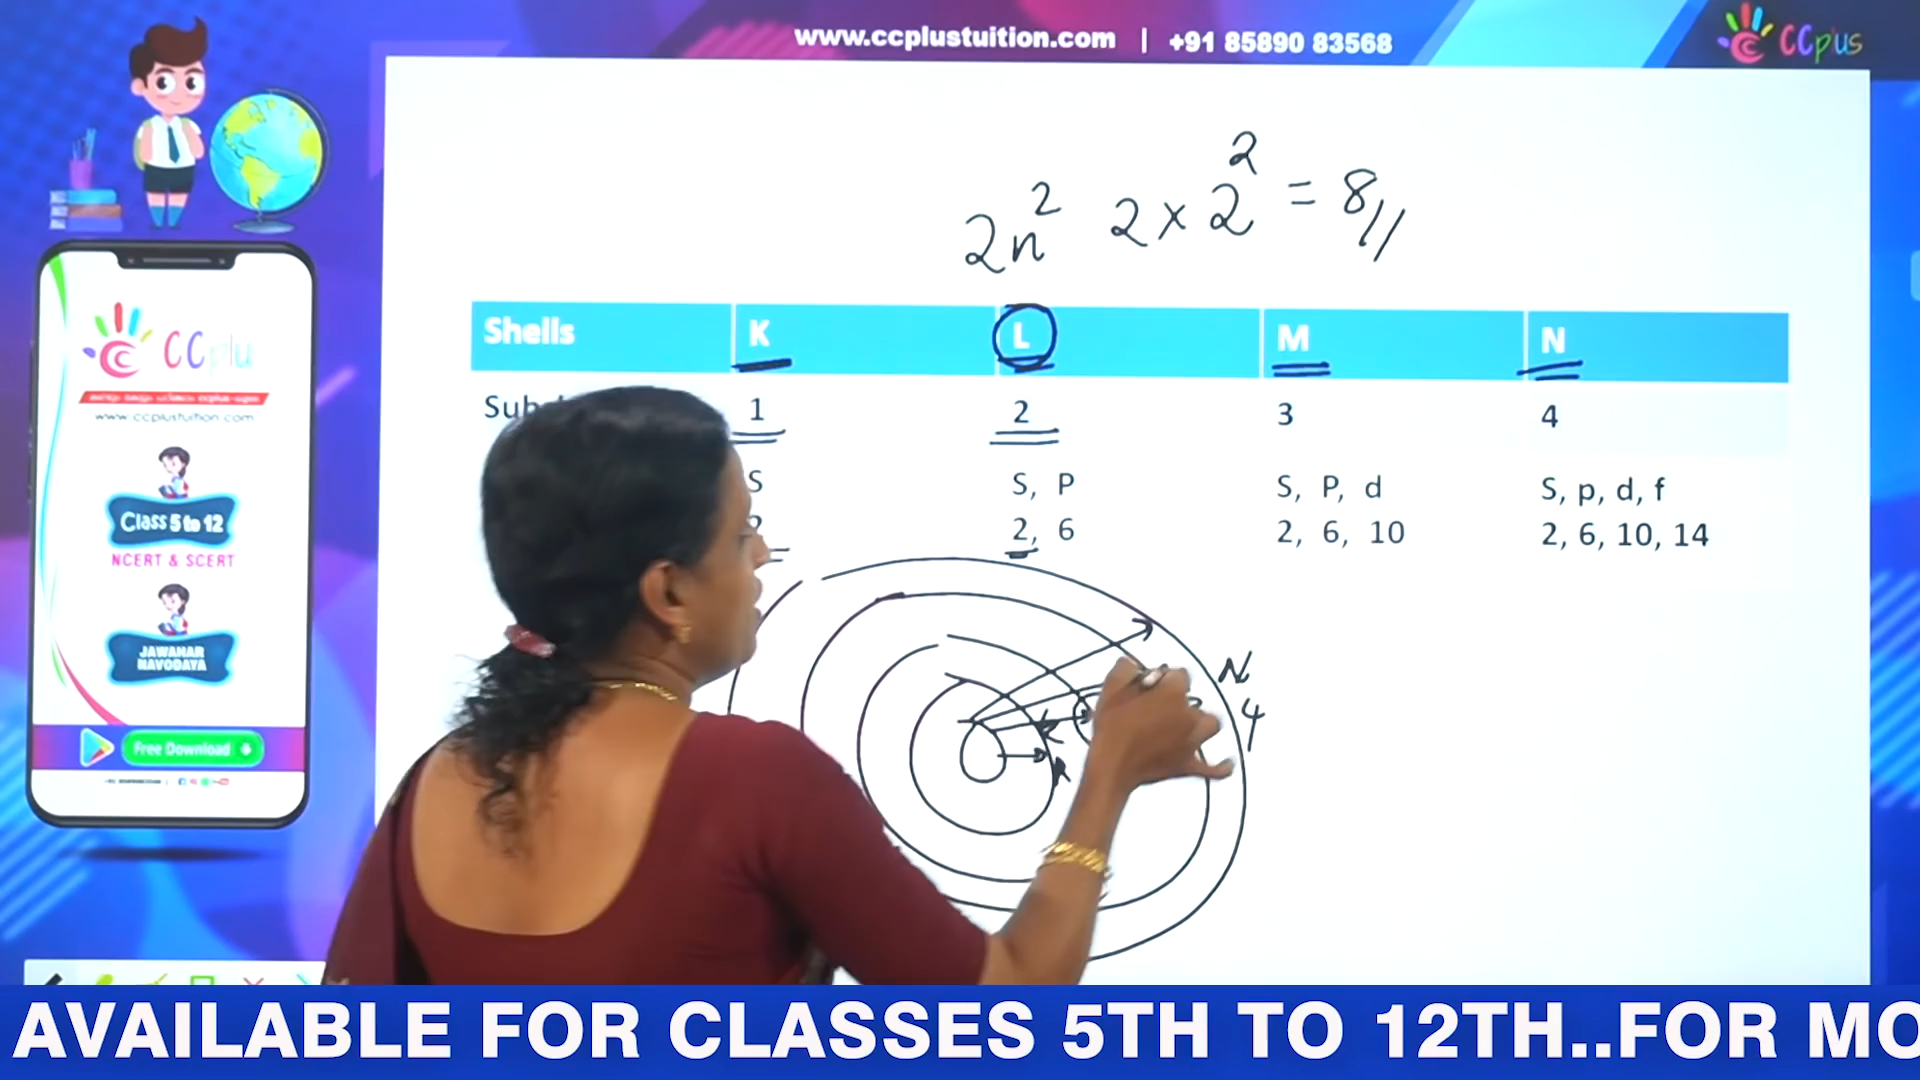 www.ccplustuition.com | +91 85890 83568
CCplus
2n² 2 × 2² = 8//
Shells K L M N
1 2 3 4
S S, P S, P, d S, p, d, f
2, 6 2, 6, 10 2, 6, 10, 14
N
4
K
CCplu
www.ccplustuition.com
Class 5 to 12
NCERT & SCERT
JAWAHAR
NAVODAYA
Free Download
AVAILABLE FOR CLASSES 5TH TO 12TH..FOR MO